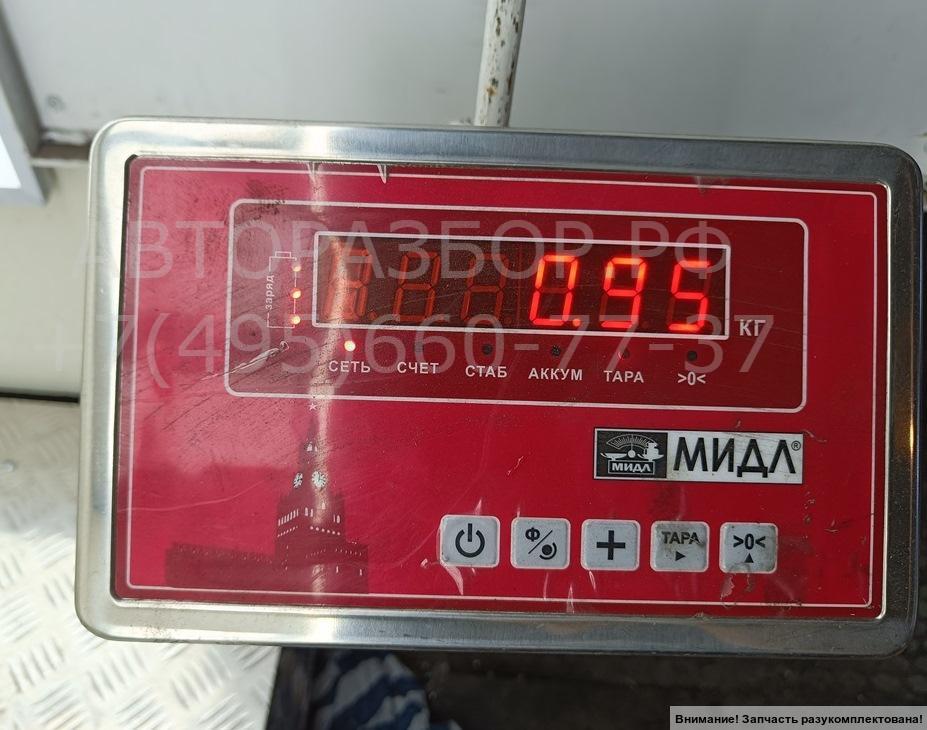 АВТОРАЗБОР.РФ
0.95
КГ
заряд
+7(495)660-77-37
СЕТЬ СЧЕТ СТАБ АККУМ ТАРА >0<
МИДЛ МИДЛ®
Ф/ + ТАРА >0<
Внимание! Запчасть разукомплектована!